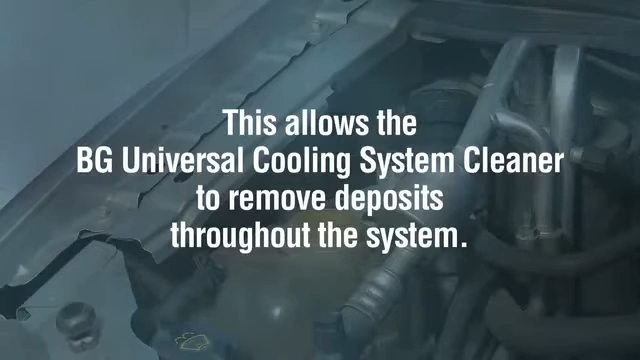 This allows the
BG Universal Cooling System Cleaner
to remove deposits
throughout the system.